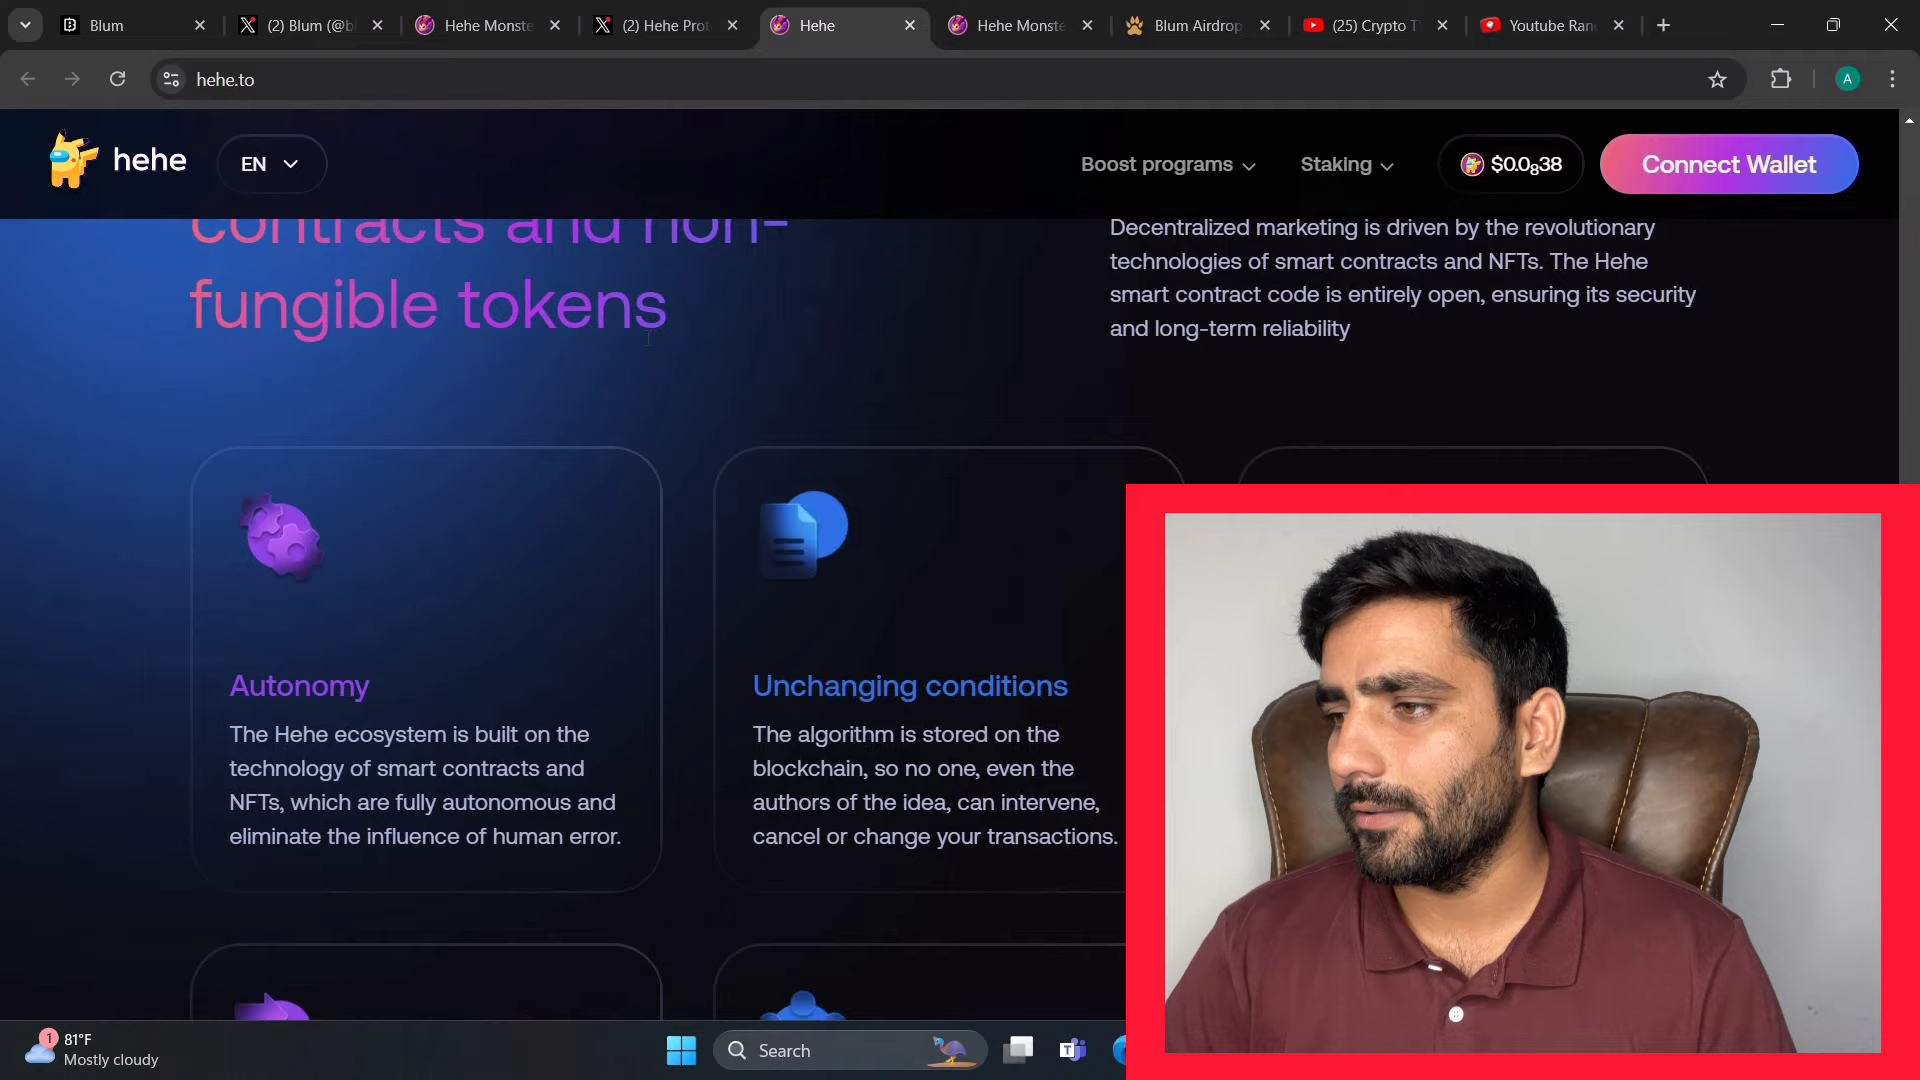 Blum
(2) Blum (@bl
Hehe Monste
(2) Hehe Prot
Hehe
Hehe Monste
Blum Airdrop
(25) Crypto T
Youtube Ran
hehe.to
A
hehe
EN
Boost programs
Staking
$0.0₈38
Connect Wallet
contracts and non-
fungible tokens
Decentralized marketing is driven by the revolutionary
technologies of smart contracts and NFTs. The Hehe
smart contract code is entirely open, ensuring its security
and long-term reliability
Autonomy
The Hehe ecosystem is built on the
technology of smart contracts and
NFTs, which are fully autonomous and
eliminate the influence of human error.
Unchanging conditions
The algorithm is stored on the
blockchain, so no one, even the
authors of the idea, can intervene,
cancel or change your transactions.
1
81°F
Mostly cloudy
Search